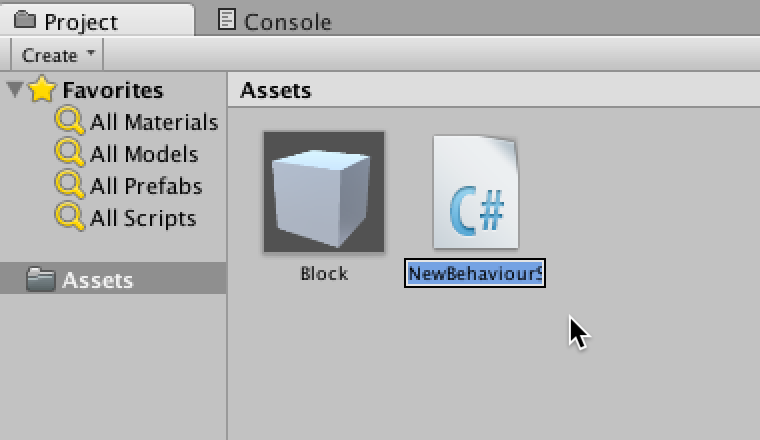 Project
Console
Create
Favorites
All Materials
All Models
All Prefabs
All Scripts
Assets
Assets
C#
Block
NewBehaviourS